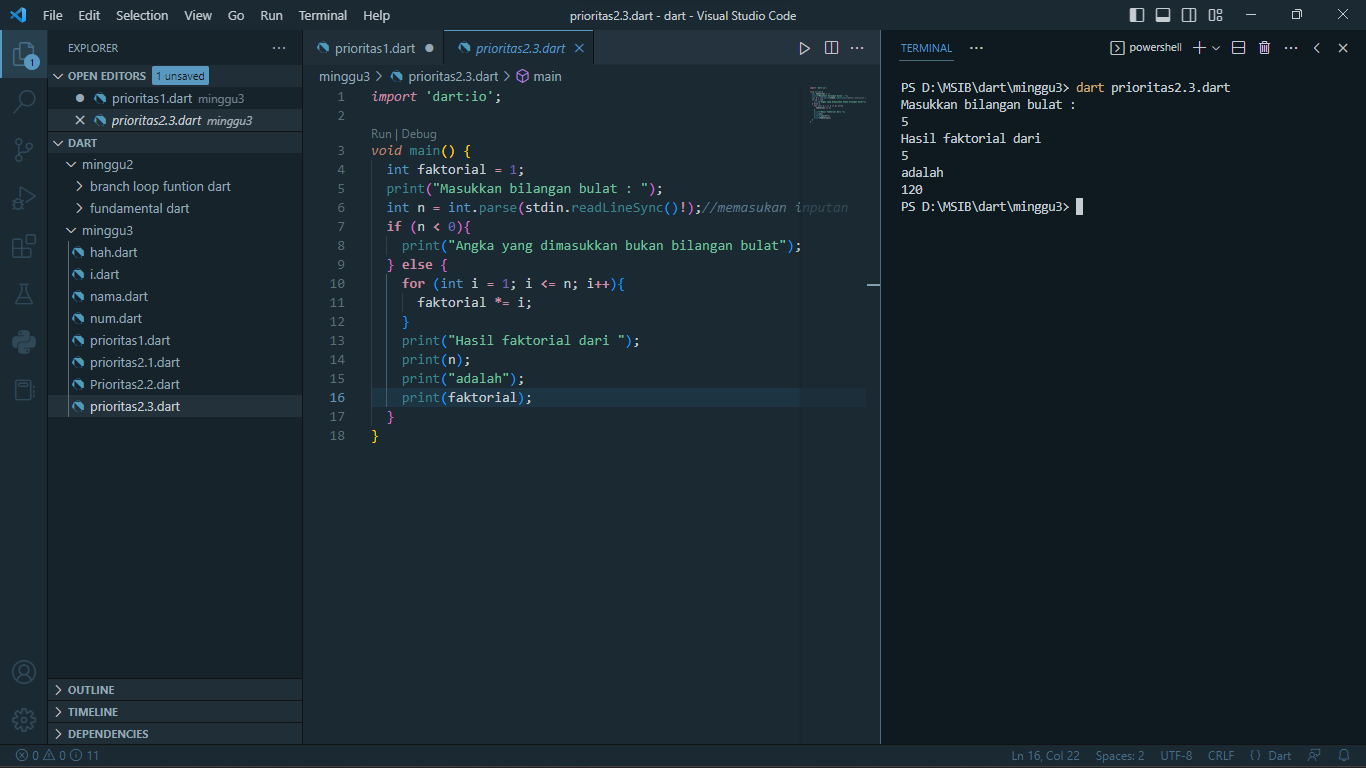 File Edit Selection View Go Run Terminal Help prioritas2.3.dart - dart - Visual Studio Code
EXPLORER
OPEN EDITORS 1 unsaved
prioritas1.dart minggu3
prioritas2.3.dart minggu3
DART
minggu2
branch loop funtion dart
fundamental dart
minggu3
hah.dart
i.dart
nama.dart
num.dart
prioritas1.dart
prioritas2.1.dart
Prioritas2.2.dart
prioritas2.3.dart
OUTLINE
TIMELINE
DEPENDENCIES
1
prioritas1.dart prioritas2.3.dart
minggu3 > prioritas2.3.dart > main
1 import 'dart:io';
2
Run | Debug
3 void main() {
4 int faktorial = 1;
5 print("Masukkan bilangan bulat : ");
6 int n = int.parse(stdin.readLineSync()!);//memasukan inputan
7 if (n < 0){
8 print("Angka yang dimasukkan bukan bilangan bulat");
9 } else {
10 for (int i = 1; i <= n; i++){
11 faktorial *= i;
12 }
13 print("Hasil faktorial dari ");
14 print(n);
15 print("adalah");
16 print(faktorial);
17 }
18 }
TERMINAL powershell
PS D:\MSIB\dart\minggu3> dart prioritas2.3.dart
Masukkan bilangan bulat :
5
Hasil faktorial dari
5
adalah
120
PS D:\MSIB\dart\minggu3>
0 0 11 Ln 16, Col 22 Spaces: 2 UTF-8 CRLF {} Dart